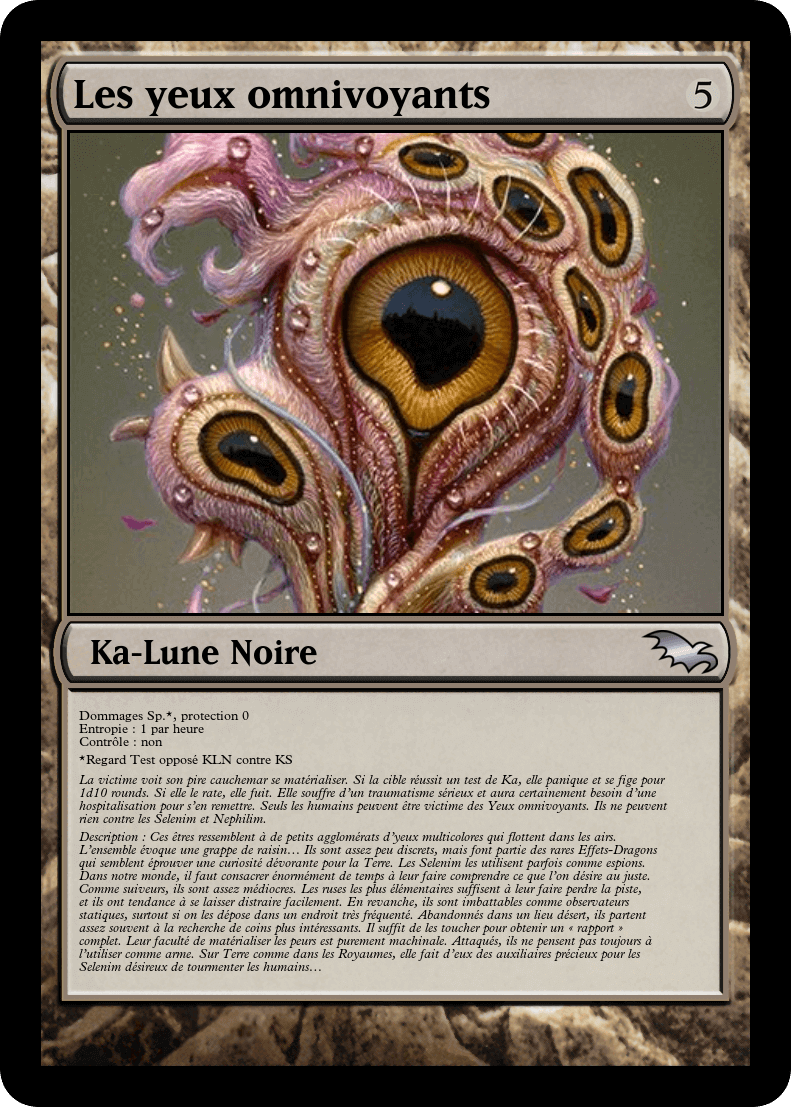 Les yeux omnivoyants 5
Ka-Lune Noire
Dommages Sp.*, protection 0
Entropie : 1 par heure
Contrôle : non
*Regard Test opposé KLN contre KS
La victime voit son pire cauchemar se matérialiser. Si la cible réussit un test de Ka, elle panique et se fige pour
1d10 rounds. Si elle le rate, elle fuit. Elle souffre d'un traumatisme sérieux et aura certainement besoin d'une
hospitalisation pour s'en remettre. Seuls les humains peuvent être victime des Yeux omnivoyants. Ils ne peuvent
rien contre les Selenim et Nephilim.
Description : Ces êtres ressemblent à de petits agglomérats d'yeux multicolores qui flottent dans les airs.
L'ensemble évoque une grappe de raisin... Ils sont assez peu discrets, mais font partie des rares Effets-Dragons
qui semblent éprouver une curiosité dévorante pour la Terre. Les Selenim les utilisent parfois comme espions.
Dans notre monde, il faut consacrer énormément de temps à leur faire comprendre ce que l'on désire au juste.
Comme suiveurs, ils sont assez médiocres. Les ruses les plus élémentaires suffisent à leur faire perdre la piste,
et ils ont tendance à se laisser distraire facilement. En revanche, ils sont imbattables comme observateurs
statiques, surtout si on les dépose dans un endroit très fréquenté. Abandonnés dans un lieu désert, ils partent
assez souvent à la recherche de coins plus intéressants. Il suffit de les toucher pour obtenir un « rapport »
complet. Leur faculté de matérialiser les peurs est purement machinale. Attaqués, ils ne pensent pas toujours à
l'utiliser comme arme. Sur Terre comme dans les Royaumes, elle fait d'eux des auxiliaires précieux pour les
Selenim désireux de tourmenter les humains...